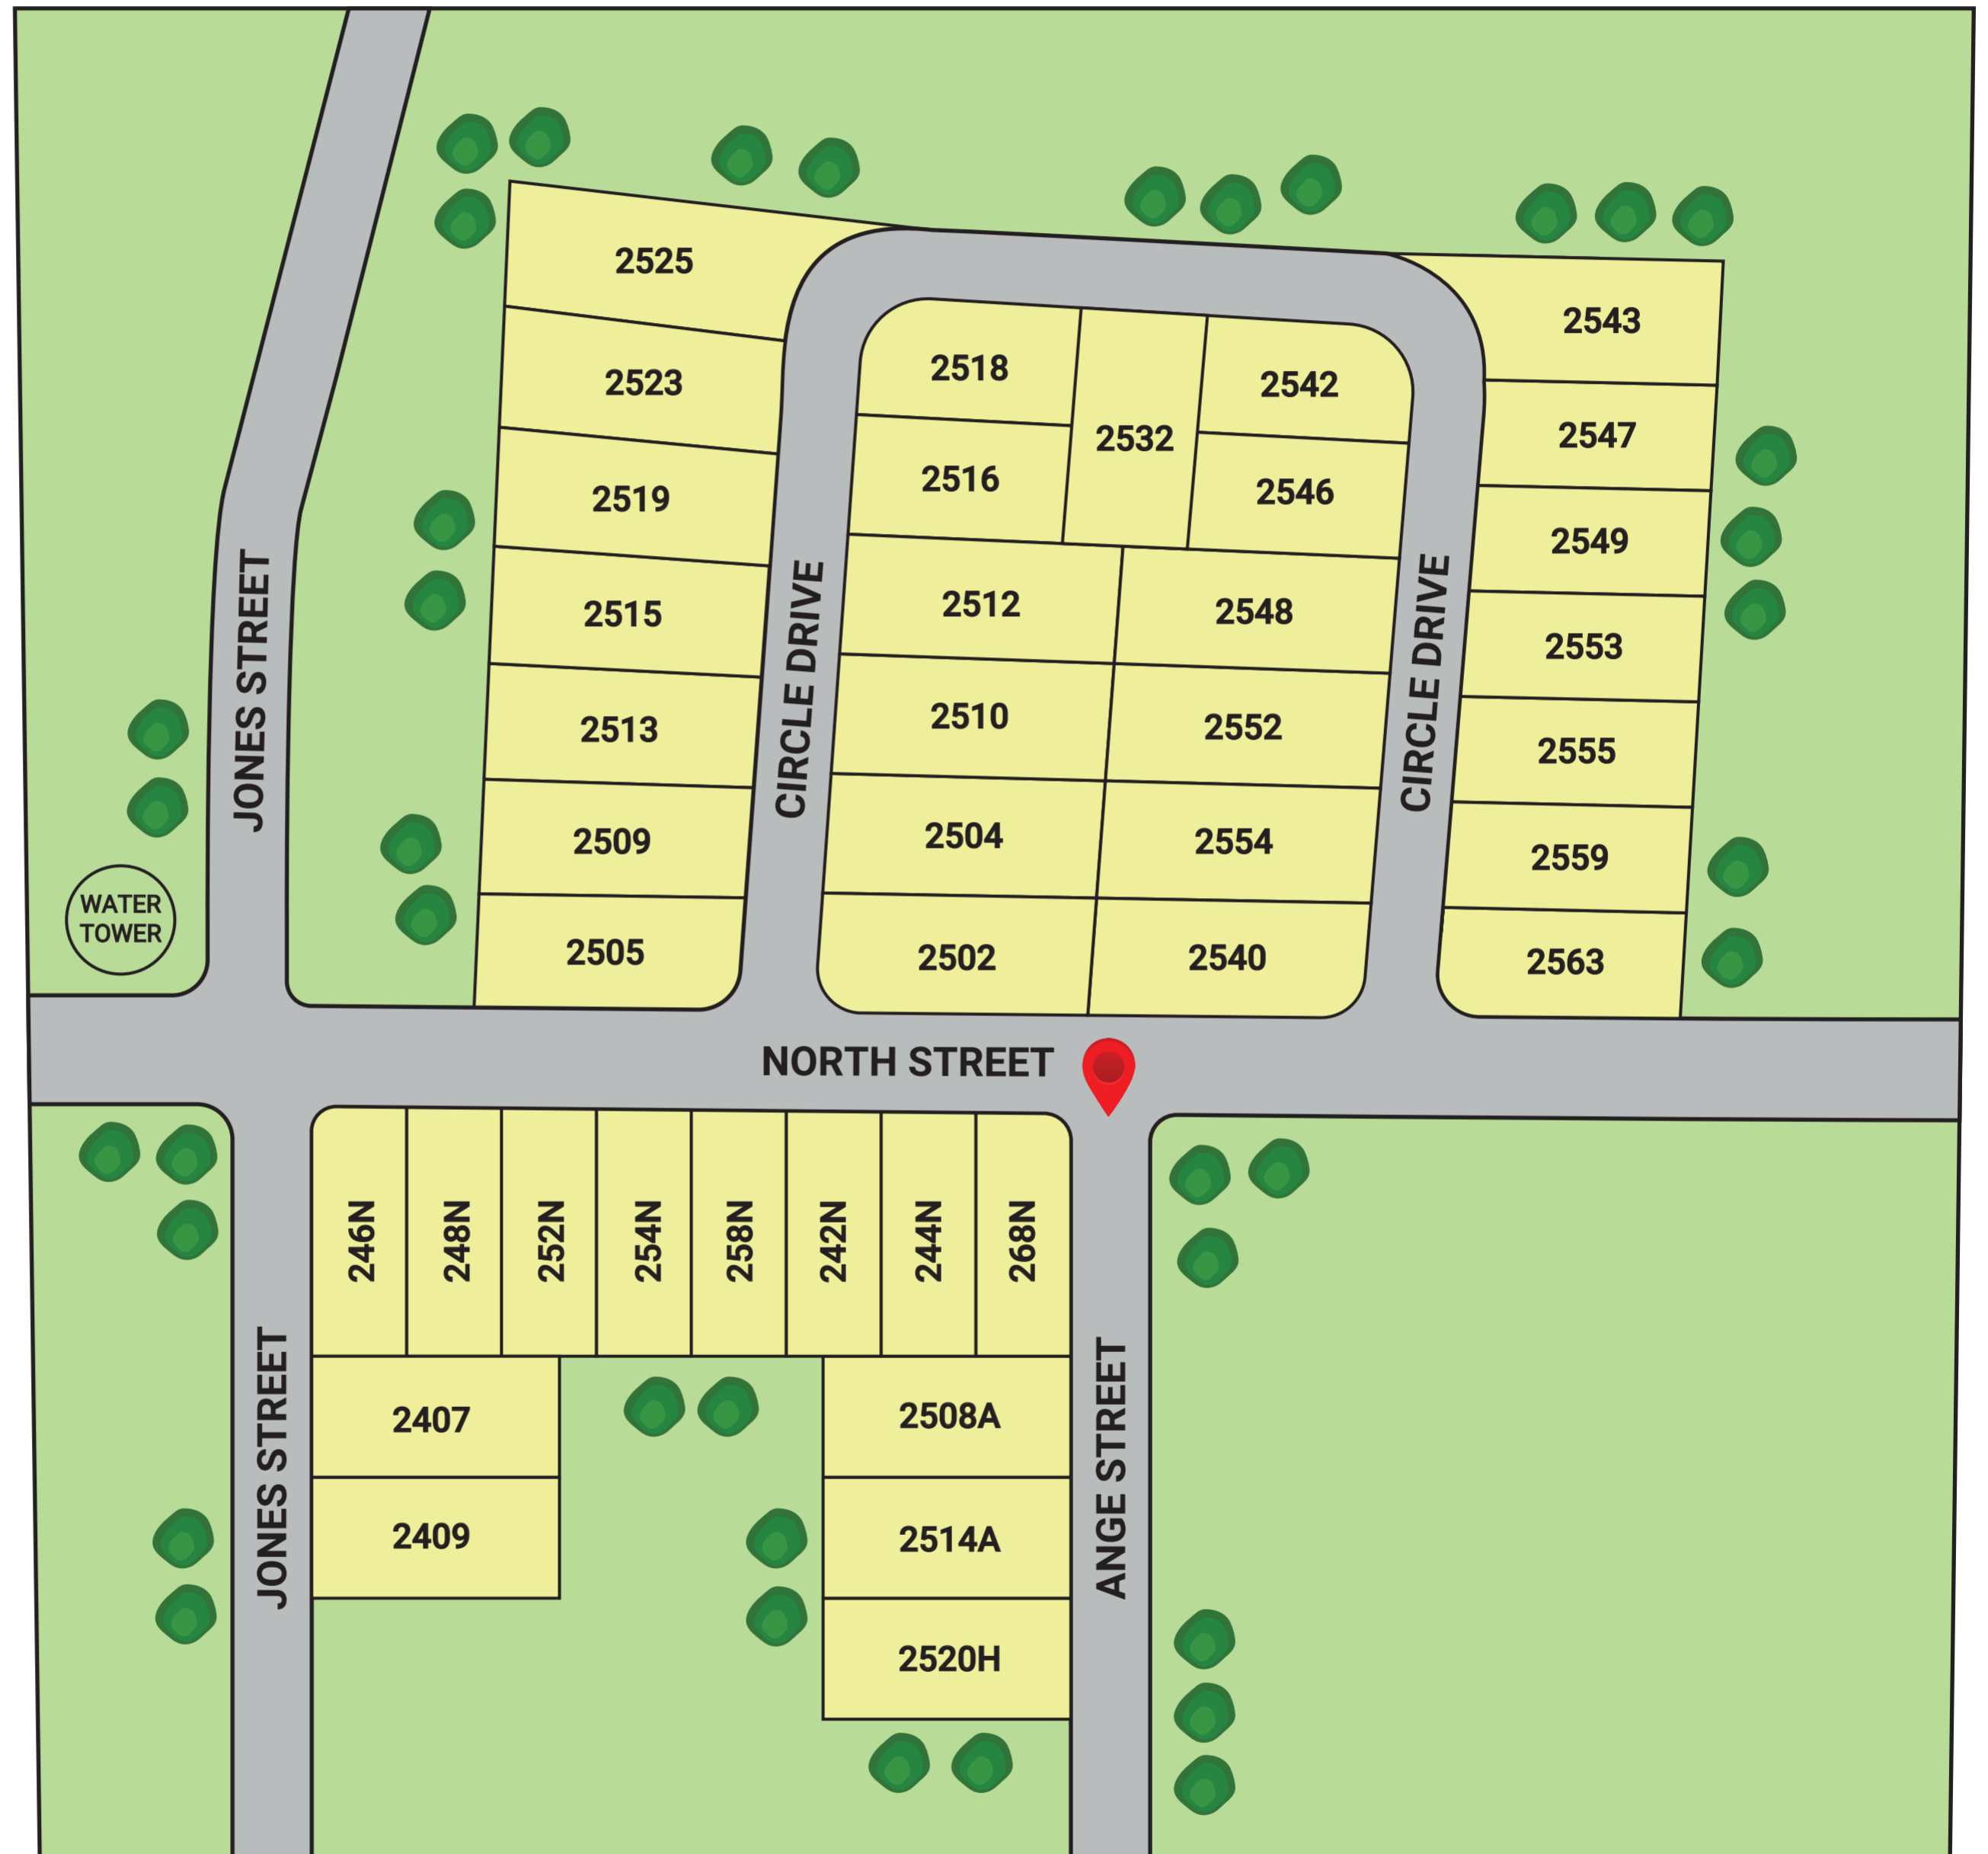 2525
2543
2518
2542
2523
2532
2547
2516
2546
2519
2549
2512
2548
2515
2553
JONES STREET
CIRCLE DRIVE
CIRCLE DRIVE
2510
2552
2513
2555
2504
2554
2509
2559
WATER
TOWER
2505
2502
2540
2563
NORTH STREET
246N
248N
252N
254N
258N
242N
244N
268N
2407
2508A
JONES STREET
ANGE STREET
2409
2514A
2520H